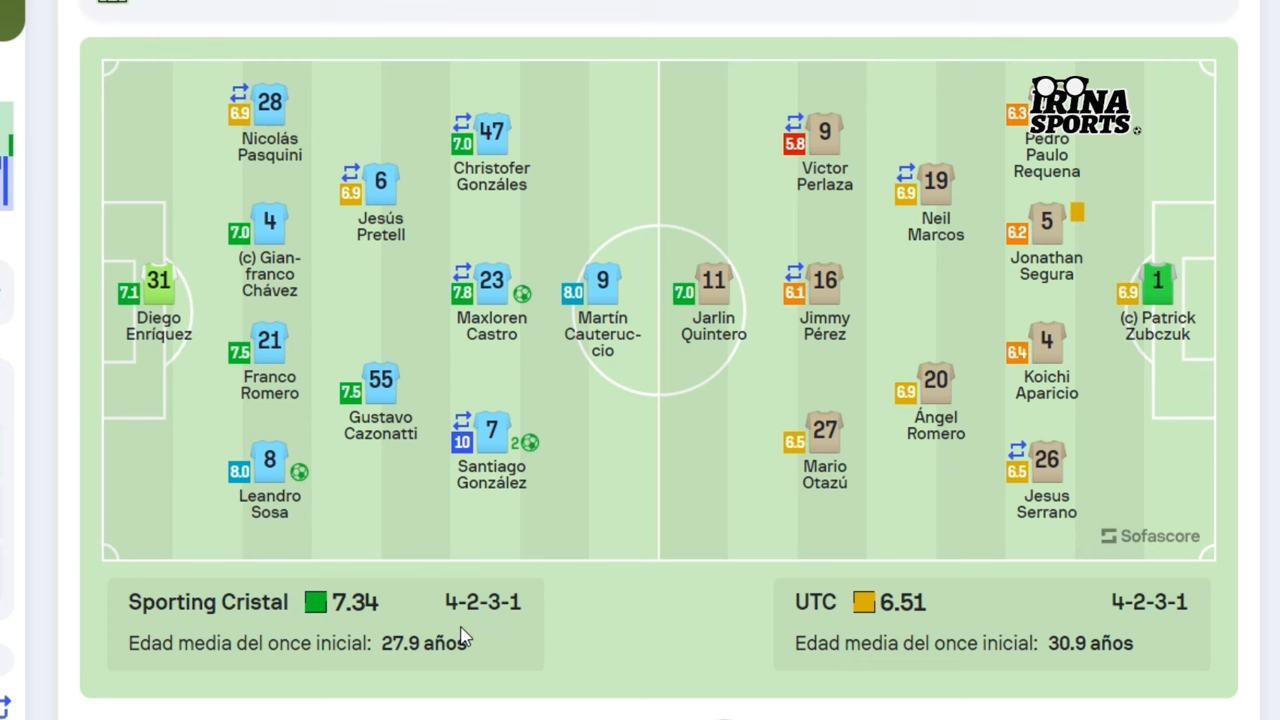 28
6.9
Nicolás
Pasquini
4
7.0
(c) Gian-
franco
Chávez
31
7.1
Diego
Enríquez
21
7.5
Franco
Romero
8
8.0
Leandro
Sosa
6
6.9
Jesús
Pretell
55
7.5
Gustavo
Cazonatti
47
7.0
Christofer
Gonzáles
23
7.8
Maxloren
Castro
7
10
2
Santiago
González
9
8.0
Martín
Cauteruc-
cio
11
7.0
Jarlin
Quintero
9
5.8
Victor
Perlaza
16
6.1
Jimmy
Pérez
27
6.5
Mario
Otazú
19
6.9
Neil
Marcos
20
6.9
Ángel
Romero
IRINA
SPORTS
6.3
Pedro
Paulo
Requena
5
6.2
Jonathan
Segura
4
6.4
Koichi
Aparicio
26
6.5
Jesus
Serrano
1
6.9
(c) Patrick
Zubczuk
Sofascore
Sporting Cristal 7.34 4-2-3-1
Edad media del once inicial: 27.9 años
UTC 6.51 4-2-3-1
Edad media del once inicial: 30.9 años